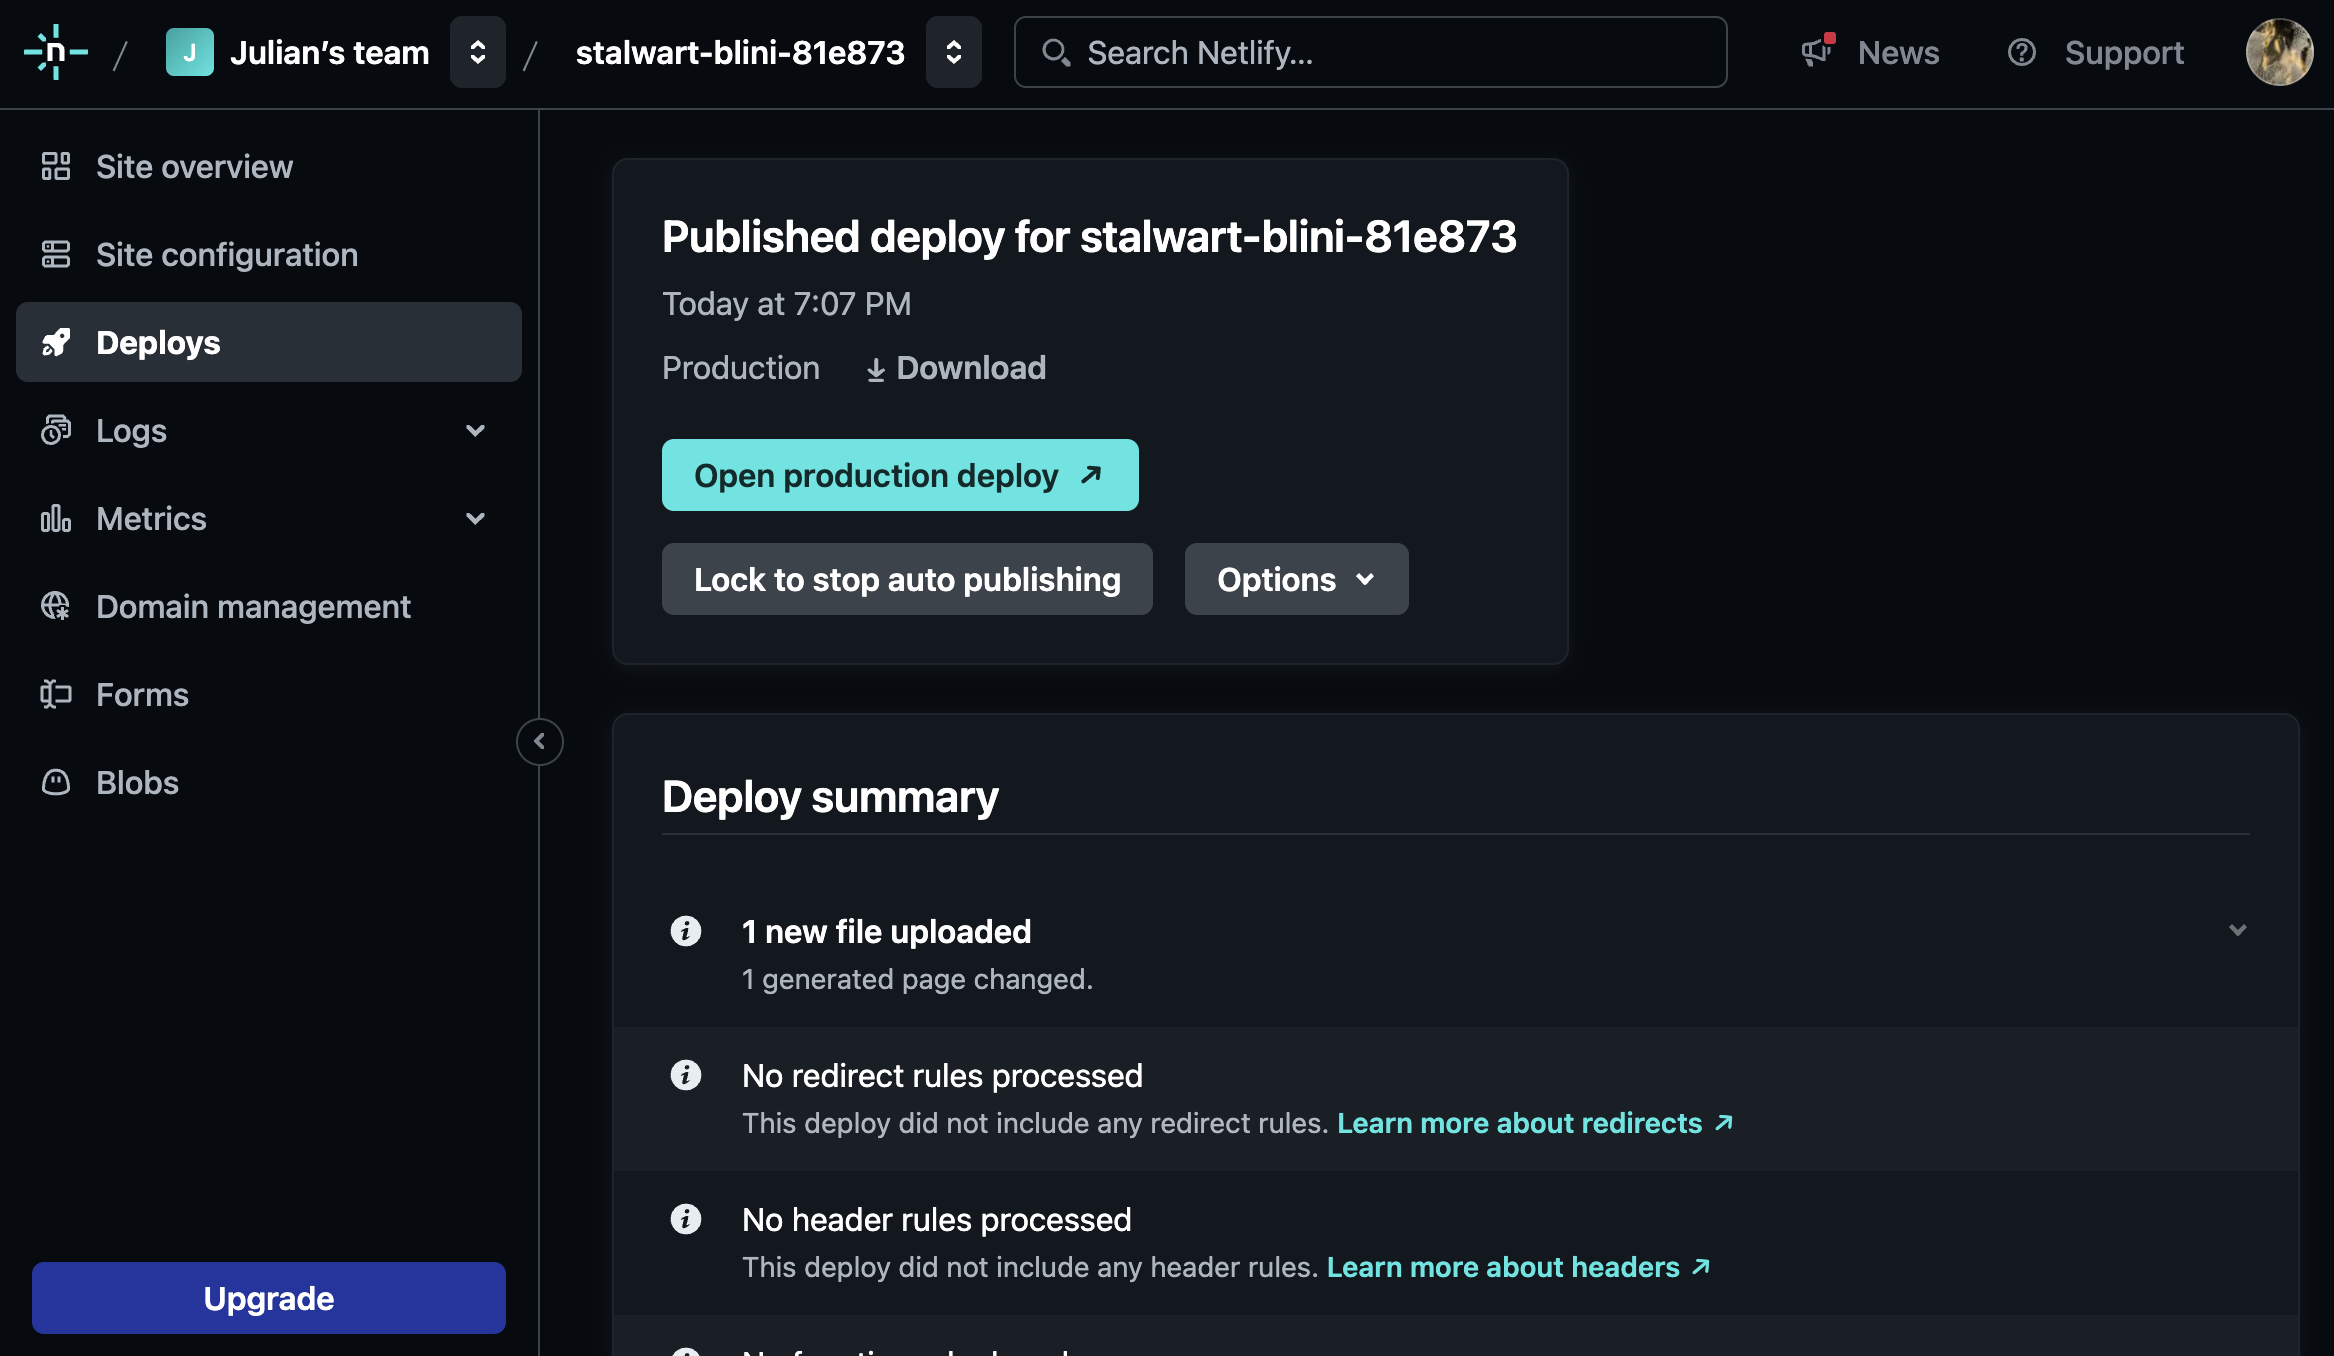 n / J Julian's team / stalwart-blini-81e873 Search Netlify... News Support
Site overview
Site configuration
Deploys
Logs
Metrics
Domain management
Forms
Blobs
Upgrade
Published deploy for stalwart-blini-81e873
Today at 7:07 PM
Production Download
Open production deploy
Lock to stop auto publishing Options
Deploy summary
1 new file uploaded
1 generated page changed.
No redirect rules processed
This deploy did not include any redirect rules. Learn more about redirects
No header rules processed
This deploy did not include any header rules. Learn more about headers